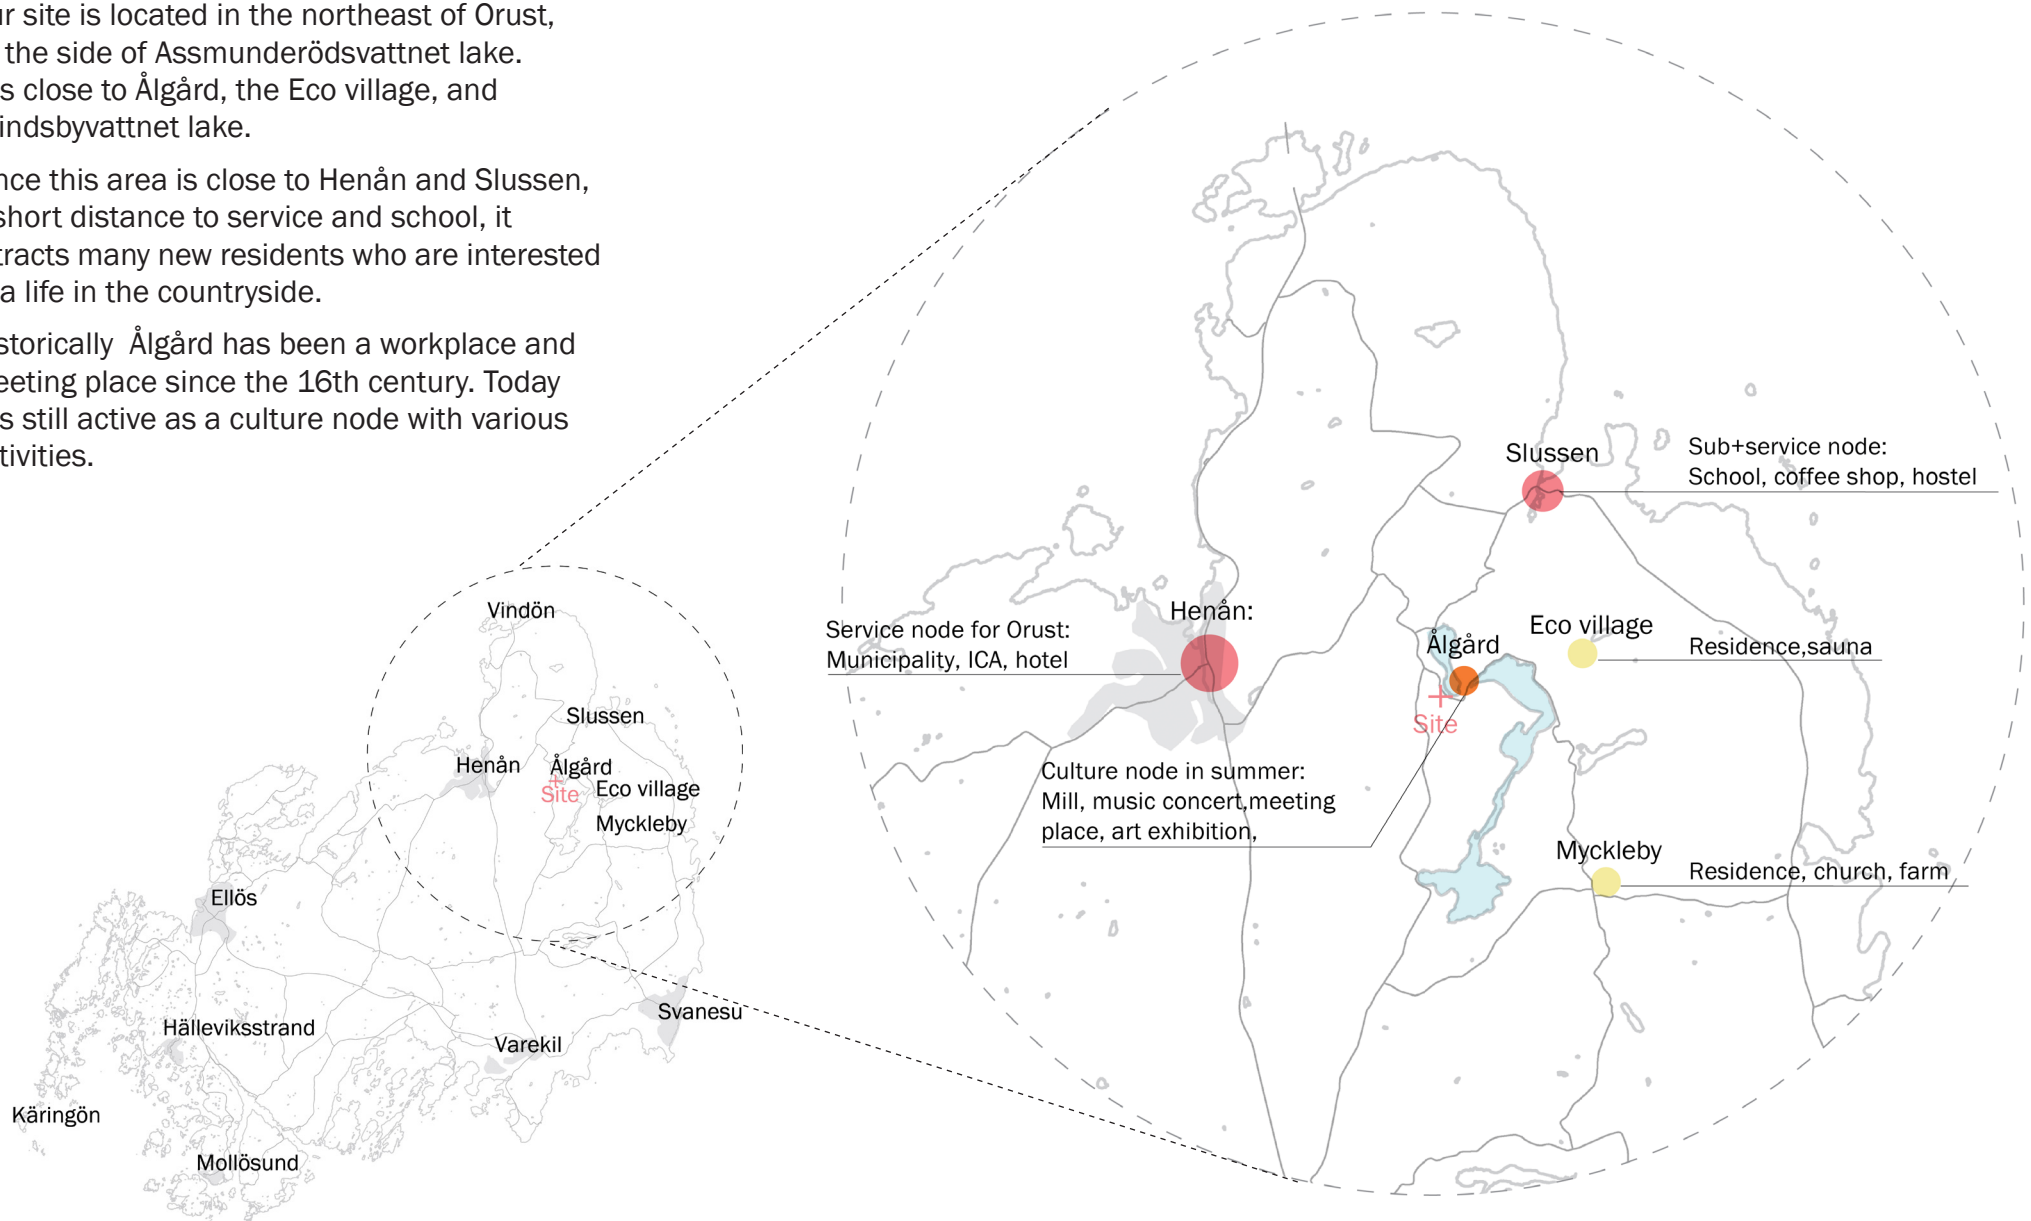 ur site is located in the northeast of Orust,
the side of Assmunderödsvattnet lake.
s close to Ålgård, the Eco village, and
indsbyvattnet lake.
nce this area is close to Henån and Slussen,
short distance to service and school, it
tracts many new residents who are interested
a life in the countryside.
storically Ålgård has been a workplace and
eeting place since the 16th century. Today
s still active as a culture node with various
tivities.
Vindön
Slussen
Henån
Ålgård
Site
Eco village
Myckleby
Ellös
Svanesu
Hälleviksstrand
Varekil
Käringön
Mollösund
Slussen
Sub+service node:
School, coffee shop, hostel
Henån:
Service node for Orust:
Municipality, ICA, hotel
Eco village
Residence,sauna
Ålgård
Site
Culture node in summer:
Mill, music concert,meeting
place, art exhibition,
Myckleby
Residence, church, farm